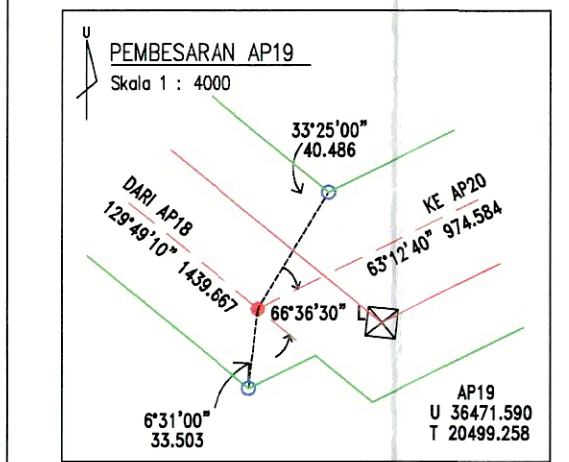 U
PEMBESARAN AP19
Skala 1 : 4000
33°25'00"
40.486
DARI AP18
129°49'10" 1439.667
KE AP20
63°12'40" 974.584
66°36'30"
L
6°31'00"
33.503
AP19
U 36471.590
T 20499.258